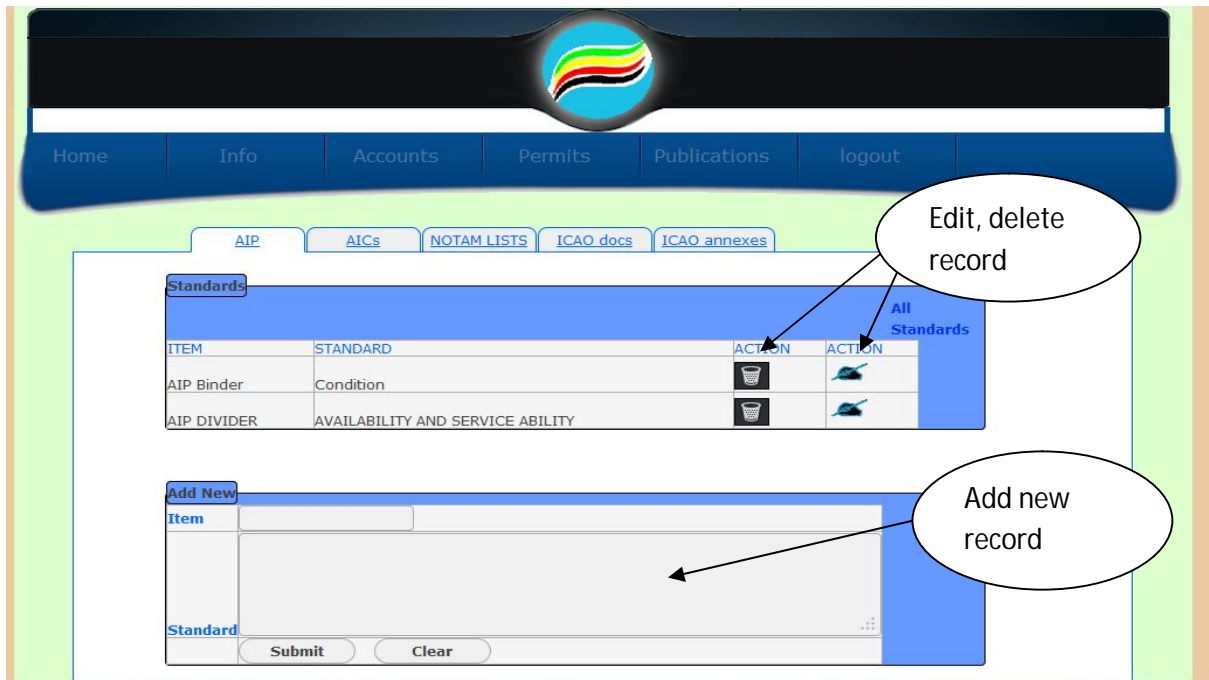 Home Info Accounts Permits Publications logout
Edit, delete
record
AIP AICs NOTAM LISTS ICAO docs ICAO annexes
Standards
All
Standards
ITEM STANDARD ACTION ACTION
AIP Binder Condition
AIP DIVIDER AVAILABILITY AND SERVICE ABILITY
Add New
Add new
record
Item
Standard
Submit Clear